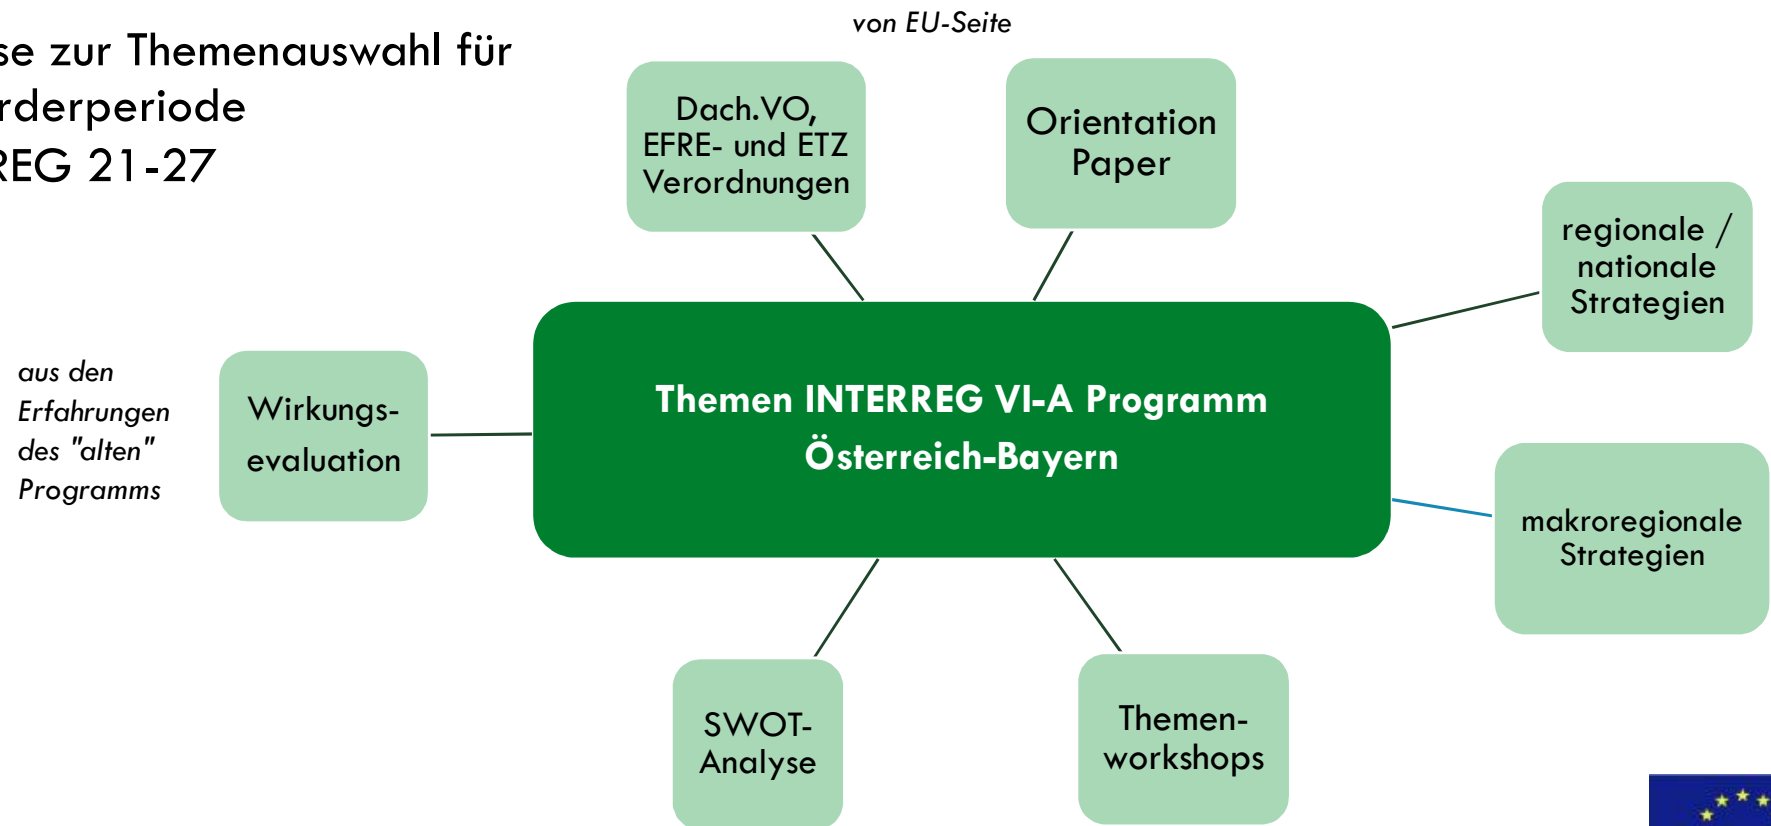 se zur Themenauswahl für
rderperiode
REG 21-27
von EU-Seite
Dach.VO,
EFRE- und ETZ
Verordnungen
Orientation
Paper
regionale /
nationale
Strategien
aus den
Erfahrungen
des "alten"
Programms
Wirkungs-
evaluation
Themen INTERREG VI-A Programm
Österreich-Bayern
makroregionale
Strategien
SWOT-
Analyse
Themen-
workshops